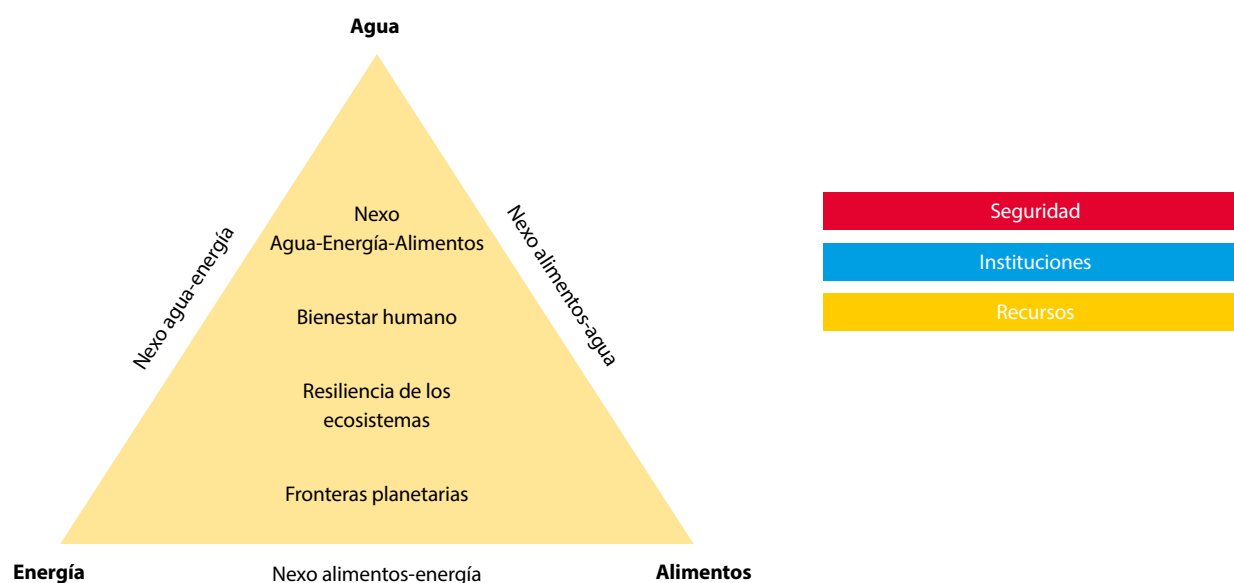 Agua
Nexo
Agua-Energía-Alimentos
Nexo agua-energía
Nexo alimentos-agua
Bienestar humano
Resiliencia de los
ecosistemas
Fronteras planetarias
Energía
Nexo alimentos-energía
Alimentos
Seguridad
Instituciones
Recursos